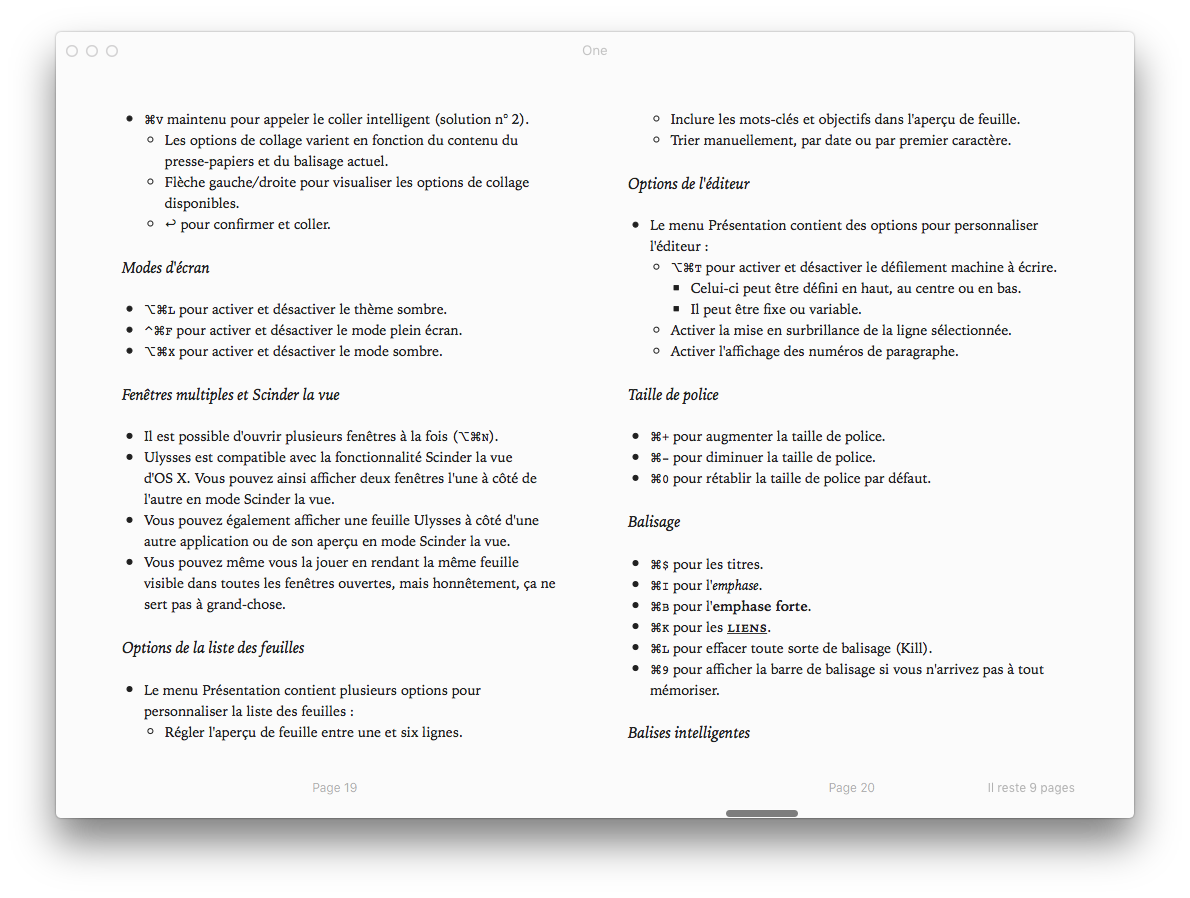 One
• ⌘V maintenu pour appeler le coller intelligent (solution n° 2).
◦ Les options de collage varient en fonction du contenu du
presse-papiers et du balisage actuel.
◦ Flèche gauche/droite pour visualiser les options de collage
disponibles.
◦ ↩ pour confirmer et coller.
Modes d'écran
• ⌥⌘L pour activer et désactiver le thème sombre.
• ^⌘F pour activer et désactiver le mode plein écran.
• ⌥⌘X pour activer et désactiver le mode sombre.
Fenêtres multiples et Scinder la vue
• Il est possible d'ouvrir plusieurs fenêtres à la fois (⌥⌘N).
• Ulysses est compatible avec la fonctionnalité Scinder la vue
d'OS X. Vous pouvez ainsi afficher deux fenêtres l'une à côté de
l'autre en mode Scinder la vue.
• Vous pouvez également afficher une feuille Ulysses à côté d'une
autre application ou de son aperçu en mode Scinder la vue.
• Vous pouvez même vous la jouer en rendant la même feuille
visible dans toutes les fenêtres ouvertes, mais honnêtement, ça ne
sert pas à grand-chose.
Options de la liste des feuilles
• Le menu Présentation contient plusieurs options pour
personnaliser la liste des feuilles :
◦ Régler l'aperçu de feuille entre une et six lignes.
Page 19
◦ Inclure les mots-clés et objectifs dans l'aperçu de feuille.
◦ Trier manuellement, par date ou par premier caractère.
Options de l'éditeur
• Le menu Présentation contient des options pour personnaliser
l'éditeur :
◦ ⌥⌘T pour activer et désactiver le défilement machine à écrire.
▪ Celui-ci peut être défini en haut, au centre ou en bas.
▪ Il peut être fixe ou variable.
◦ Activer la mise en surbrillance de la ligne sélectionnée.
◦ Activer l'affichage des numéros de paragraphe.
Taille de police
• ⌘+ pour augmenter la taille de police.
• ⌘− pour diminuer la taille de police.
• ⌘0 pour rétablir la taille de police par défaut.
Balisage
• ⌘$ pour les titres.
• ⌘I pour l'emphase.
• ⌘B pour l'emphase forte.
• ⌘K pour les LIENS.
• ⌘L pour effacer toute sorte de balisage (Kill).
• ⌘9 pour afficher la barre de balisage si vous n'arrivez pas à tout
mémoriser.
Balises intelligentes
Page 20
Il reste 9 pages